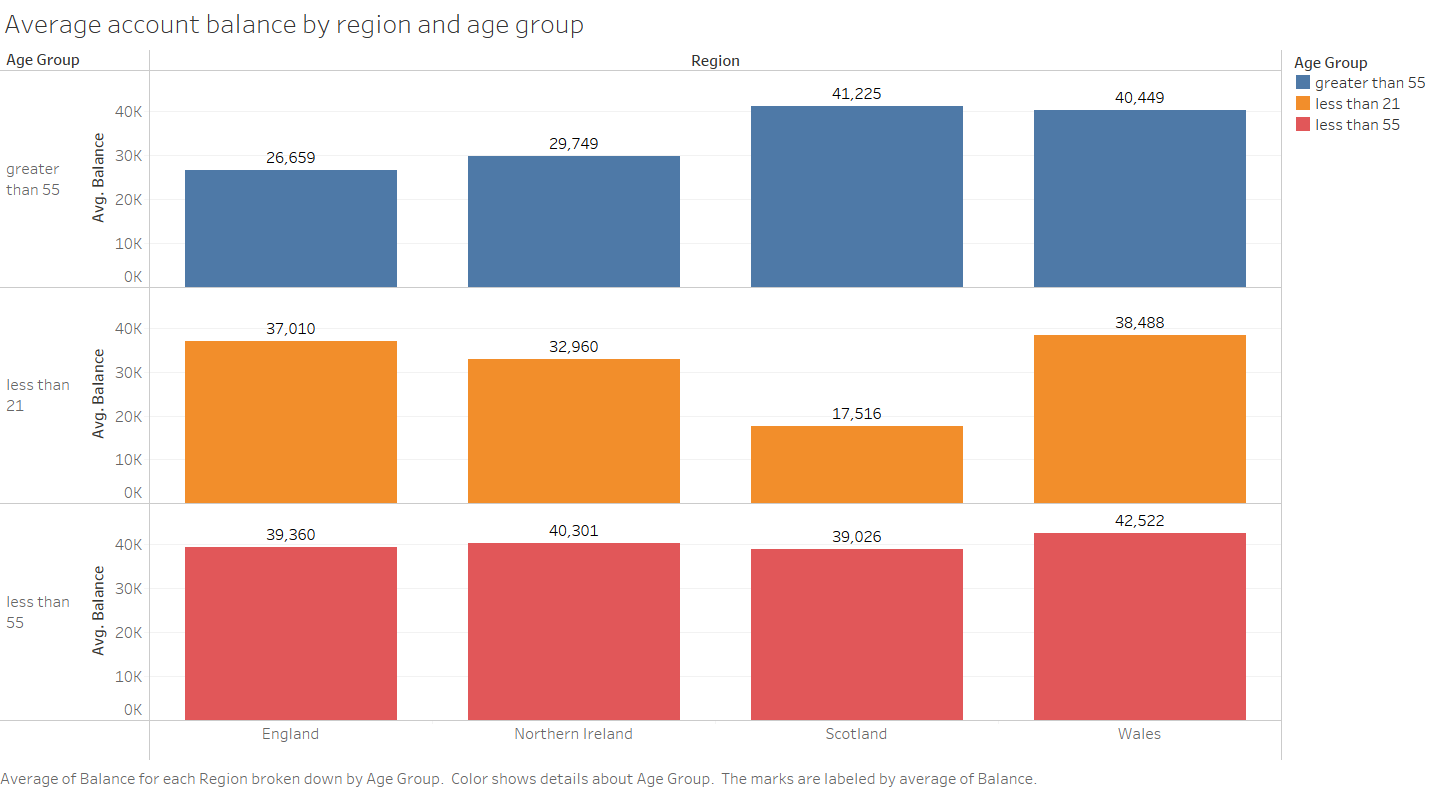 Average account balance by region and age group
Age Group
Region
Age Group
greater than 55
less than 21
less than 55
greater
than 55
Avg. Balance
40K
30K
20K
10K
0K
26,659
29,749
41,225
40,449
less than
21
Avg. Balance
40K
30K
20K
10K
0K
37,010
32,960
17,516
38,488
less than
55
Avg. Balance
40K
30K
20K
10K
0K
39,360
40,301
39,026
42,522
England
Northern Ireland
Scotland
Wales
Average of Balance for each Region broken down by Age Group.  Color shows details about Age Group.  The marks are labeled by average of Balance.